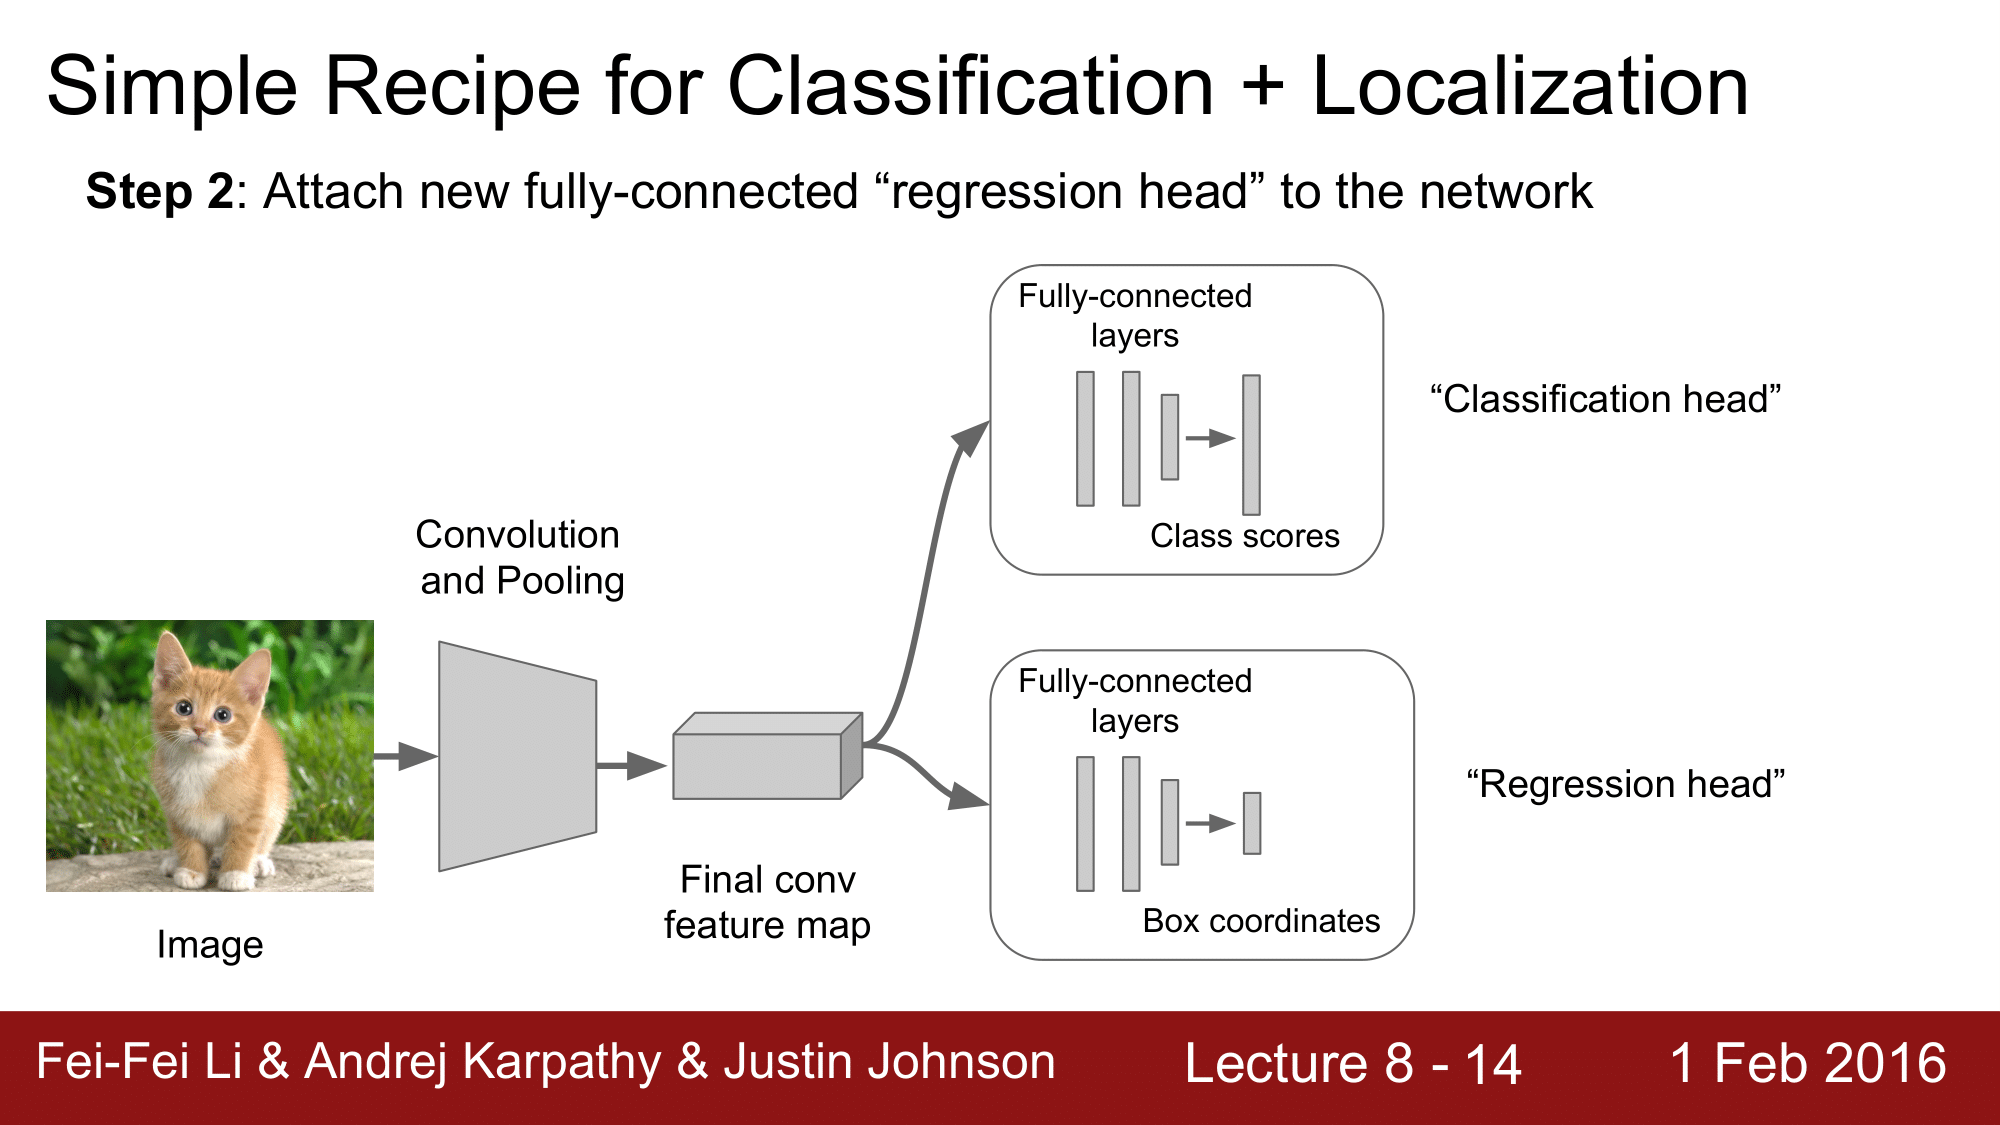 Simple Recipe for Classification + Localization
Step 2: Attach new fully-connected “regression head” to the network
Fully-connected
layers
Class scores
“Classification head”
Convolution
and Pooling
Image
Final conv
feature map
Fully-connected
layers
Box coordinates
“Regression head”
Fei-Fei Li & Andrej Karpathy & Justin Johnson
Lecture 8 - 14
1 Feb 2016